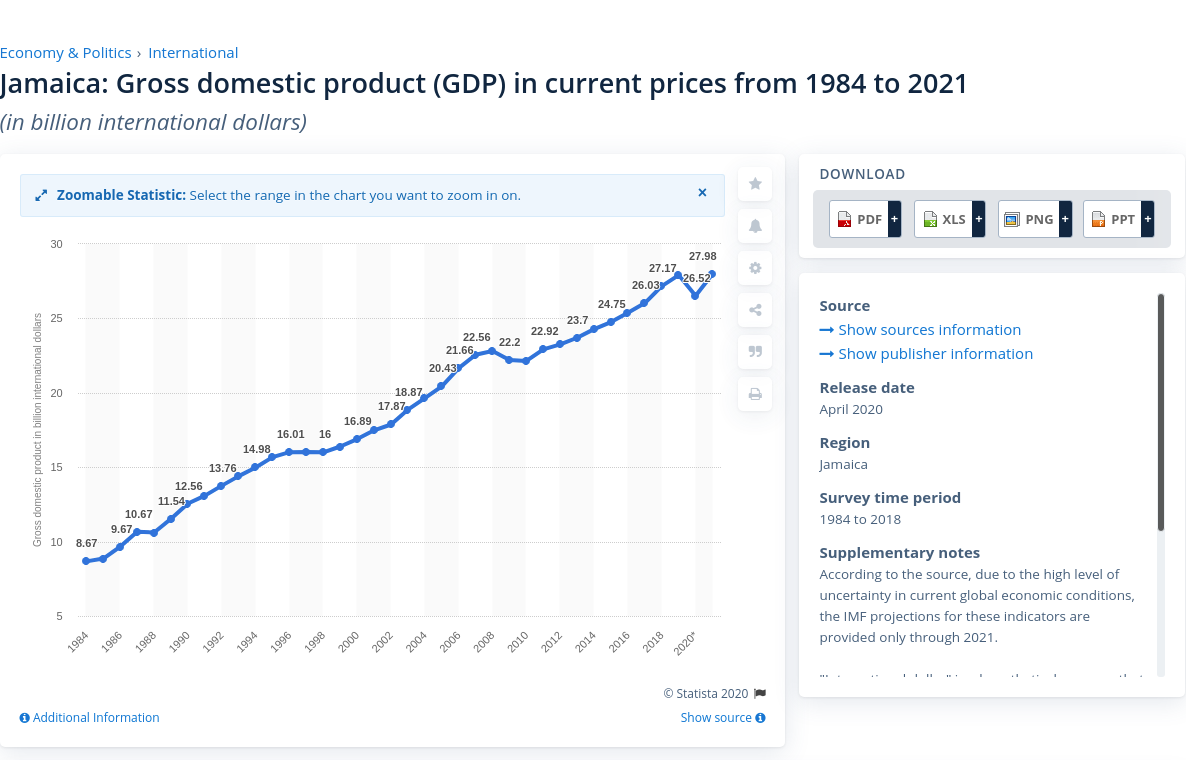 Economy & Politics › International
Jamaica: Gross domestic product (GDP) in current prices from 1984 to 2021
(in billion international dollars)
Zoomable Statistic: Select the range in the chart you want to zoom in on. ×
Gross domestic product in billion international dollars
30
25
20
15
10
5
8.67
9.67
10.67
11.54
12.56
13.76
14.98
16.01
16
16.89
17.87
18.87
20.43
21.66
22.56
22.2
22.92
23.7
24.75
26.03
27.17
26.52
27.98
1984
1986
1988
1990
1992
1994
1996
1998
2000
2002
2004
2006
2008
2010
2012
2014
2016
2018
2020*
© Statista 2020
Additional Information
Show source
DOWNLOAD
PDF + XLS + PNG + PPT +
Source
Show sources information
Show publisher information
Release date
April 2020
Region
Jamaica
Survey time period
1984 to 2018
Supplementary notes
According to the source, due to the high level of
uncertainty in current global economic conditions,
the IMF projections for these indicators are
provided only through 2021.